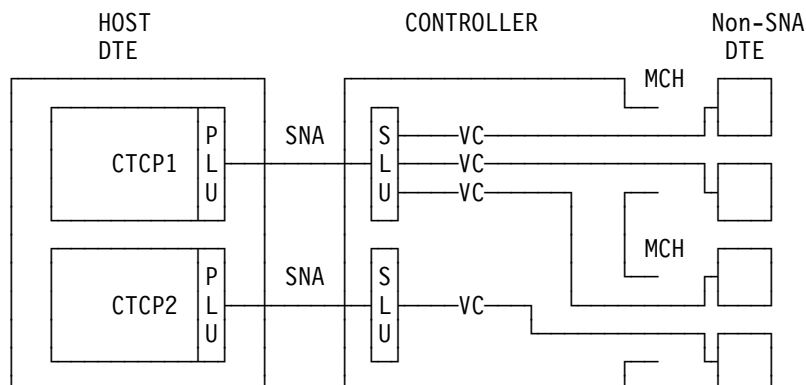 HOST CONTROLLER Non-SNA
DTE DTE
MCH
P SNA S VC
CTCP1 L L VC
U U VC
MCH
P SNA S
CTCP2 L L VC
U U